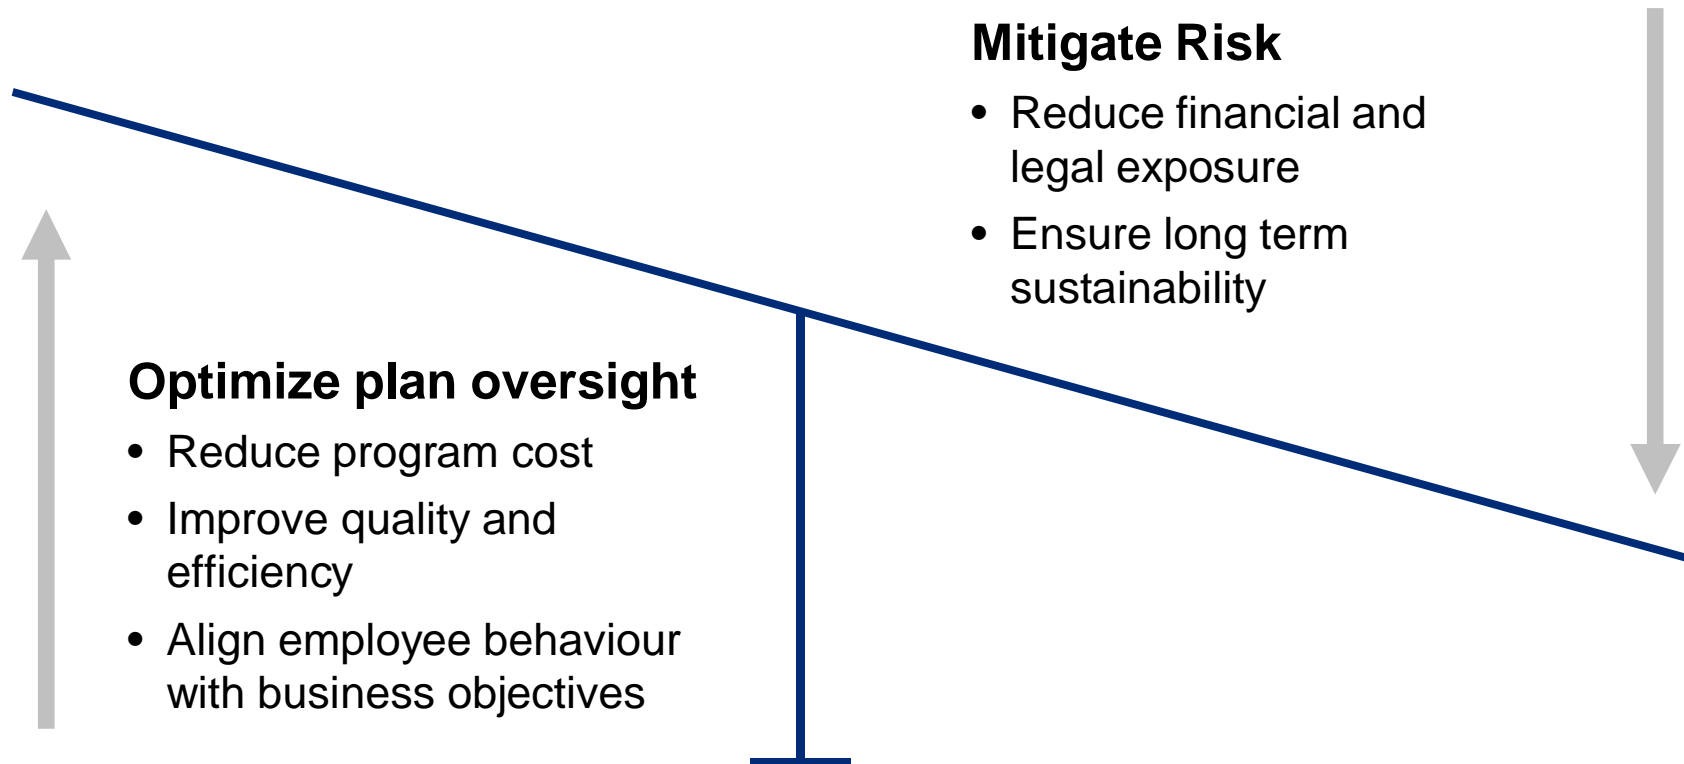 Mitigate Risk
• Reduce financial and
legal exposure
• Ensure long term
sustainability
Optimize plan oversight
• Reduce program cost
• Improve quality and
efficiency
• Align employee behaviour
with business objectives